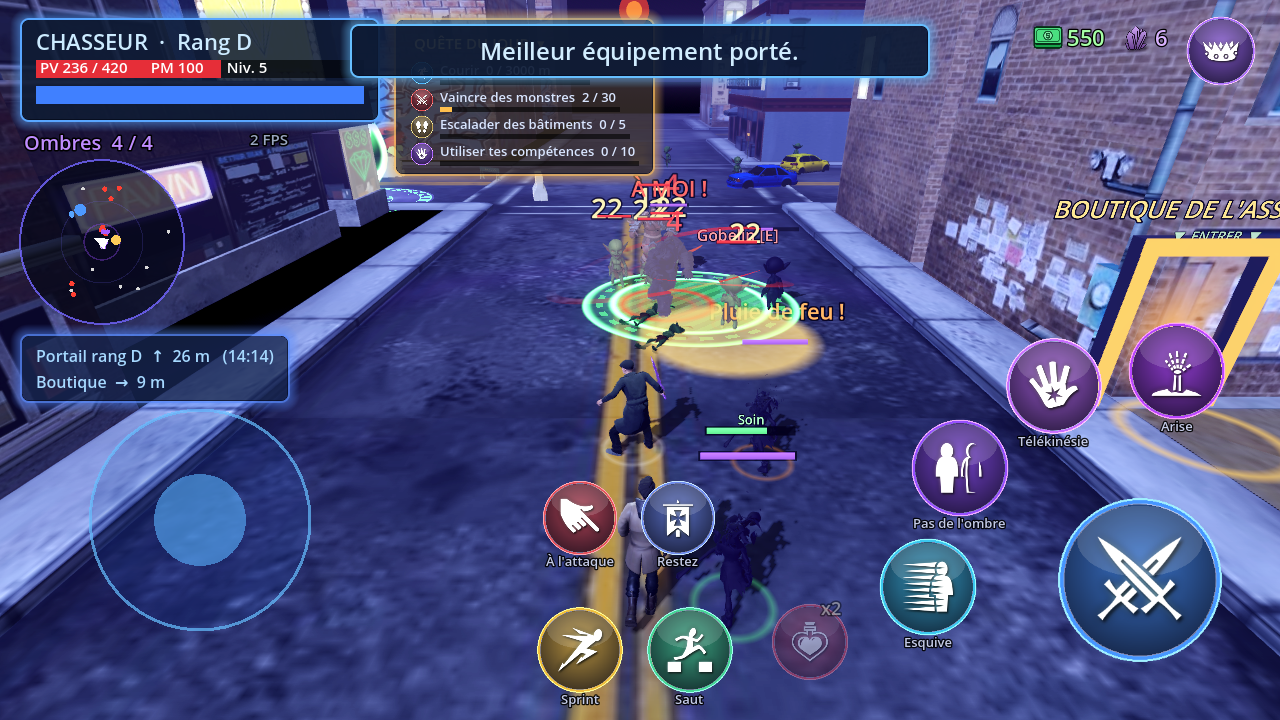 CHASSEUR · Rang D
PV 236 / 420 PM 100 Niv. 5
Meilleur équipement porté.
550
6
Vaincre des monstres 2 / 30
Escalader des bâtiments 0 / 5
Utiliser tes compétences 0 / 10
Ombres 4 / 4
2 FPS
À MOI !
22
22
Gobelin [E]
Pluie de feu !
BOUTIQUE DE L'ASS
ENTRER
Portail rang D ↑ 26 m (14:14)
Boutique → 9 m
Soin
Télékinésie
Arise
Pas de l'ombre
À l'attaque
Restez
Esquive
x2
Sprint
Saut